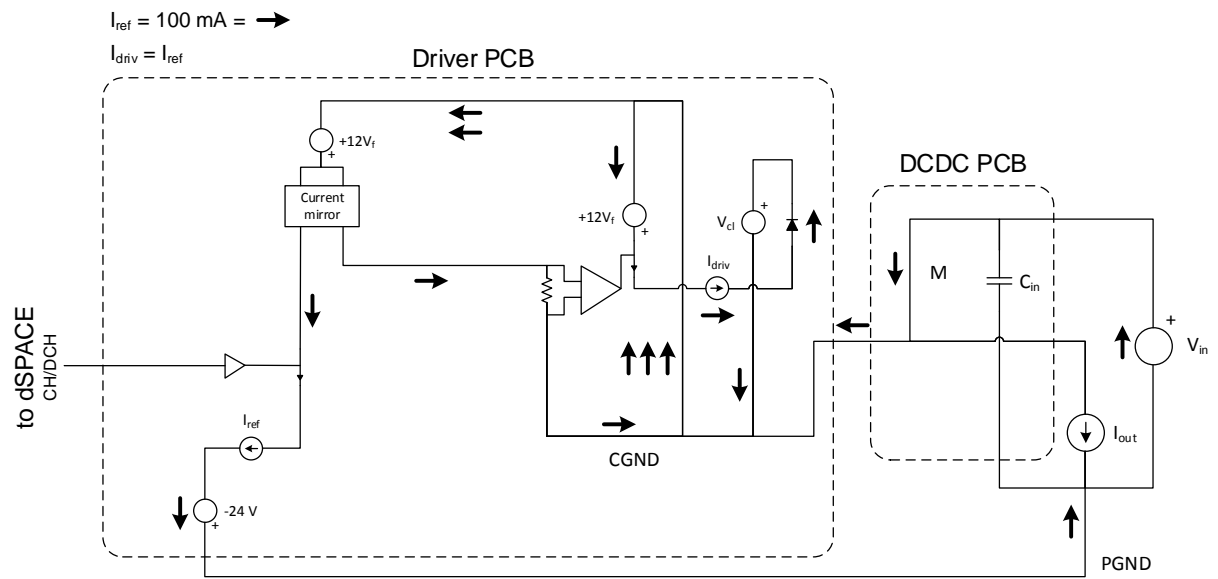 I_ref = 100 mA =
I_driv = I_ref
Driver PCB
+12V_f
Current
mirror
+12V_f
V_cl
+
I_driv
DCDC PCB
M
C_in
+
V_in
to dSPACE
CH/DCH
I_ref
CGND
I_out
-24 V
+
PGND